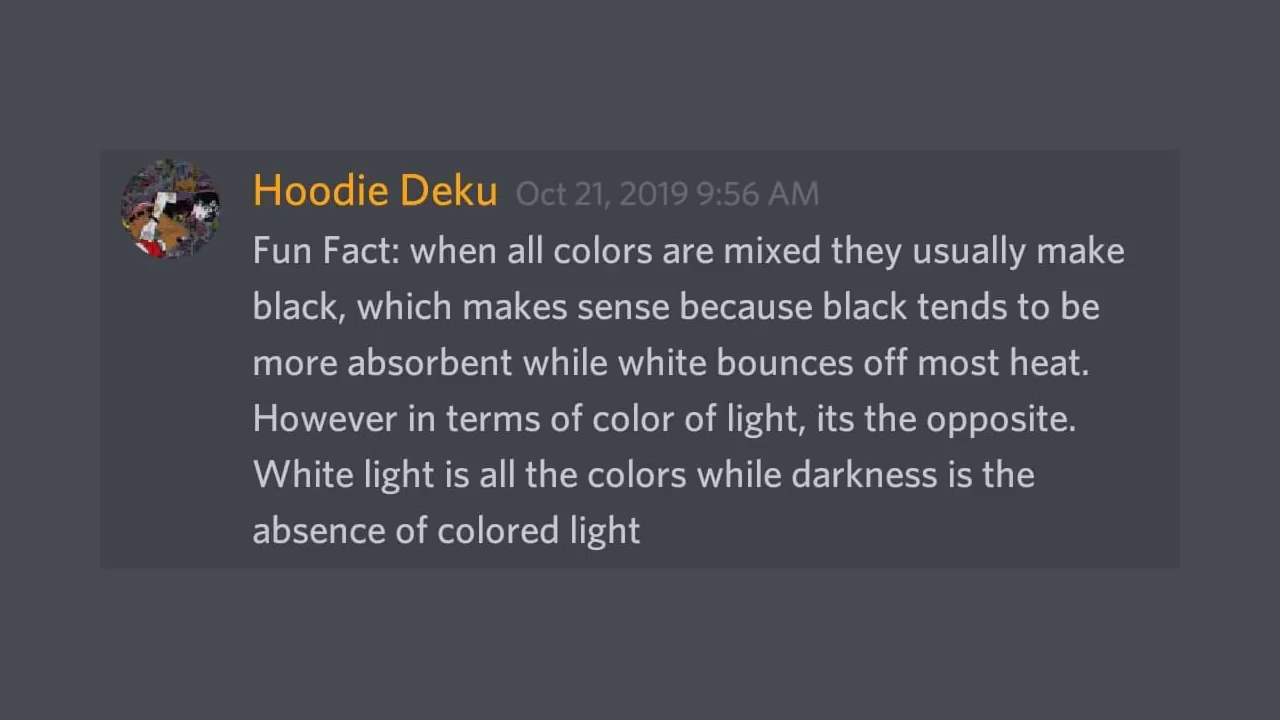 Hoodie Deku Oct 21, 2019 9:56 AM
Fun Fact: when all colors are mixed they usually make
black, which makes sense because black tends to be
more absorbent while white bounces off most heat.
However in terms of color of light, its the opposite.
White light is all the colors while darkness is the
absence of colored light